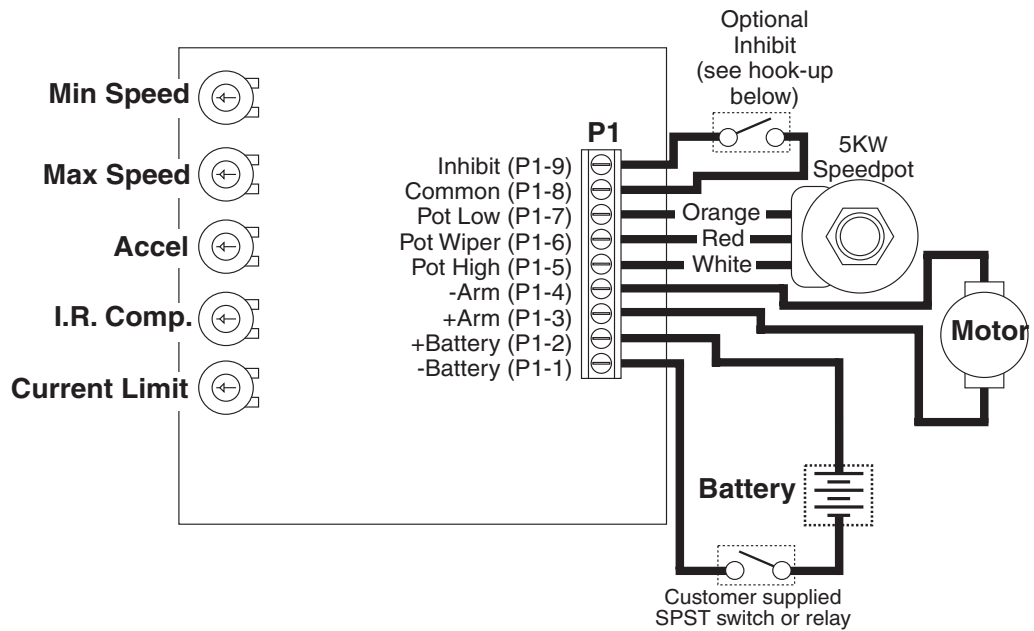 Optional
Inhibit
(see hook-up
below)
Min Speed
Max Speed
Accel
I.R. Comp.
Current Limit
P1
Inhibit (P1-9)
Common (P1-8)
Pot Low (P1-7)
Pot Wiper (P1-6)
Pot High (P1-5)
-Arm (P1-4)
+Arm (P1-3)
+Battery (P1-2)
-Battery (P1-1)
5KW
Speedpot
Orange
Red
White
Motor
Battery
Customer supplied
SPST switch or relay